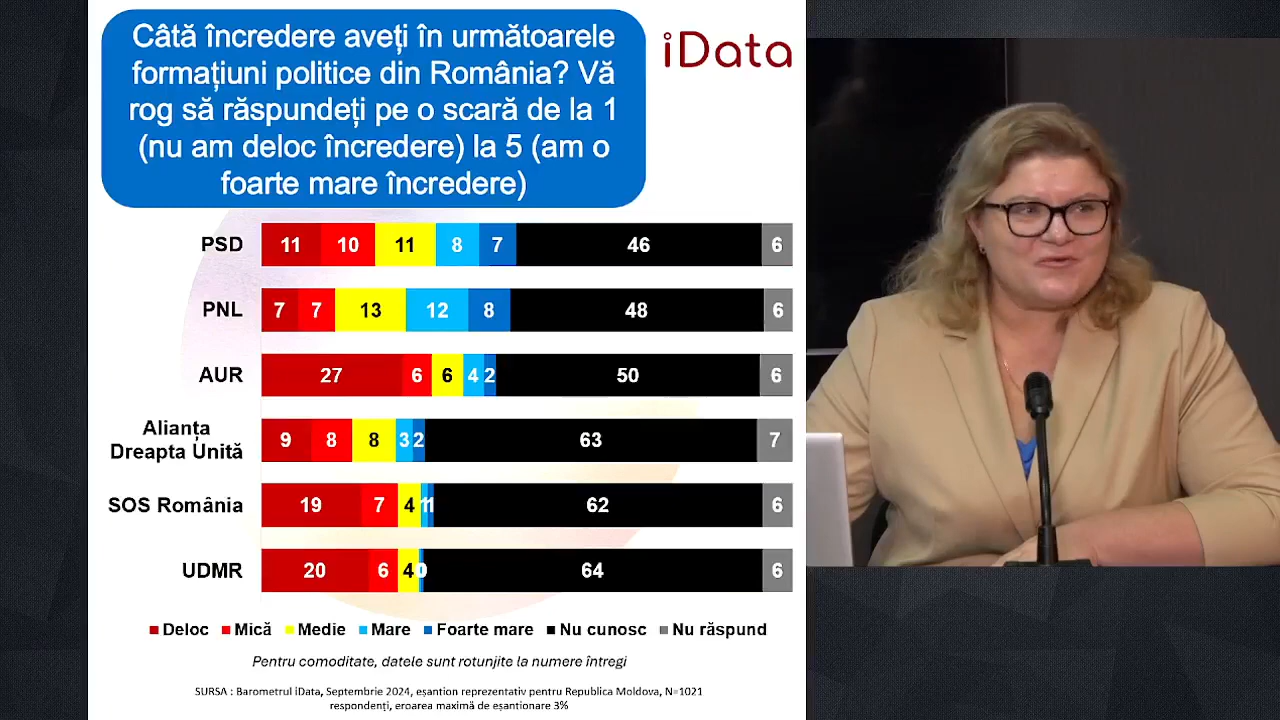 Câtă încredere aveți în următoarele
formațiuni politice din România? Vă
rog să răspundeți pe o scară de la 1
(nu am deloc încredere) la 5 (am o
foarte mare încredere)
iData
PSD 11 10 11 8 7 46 6
PNL 7 7 13 12 8 48 6
AUR 27 6 6 4 2 50 6
Alianța
Dreapta Unită 9 8 8 3 2 63 7
SOS România 19 7 4 1 1 62 6
UDMR 20 6 4 0 64 6
Deloc Mică Medie Mare Foarte mare Nu cunosc Nu răspund
Pentru comoditate, datele sunt rotunjite la numere întregi
SURSA : Barometrul iData, Septembrie 2024, eșantion reprezentativ pentru Republica Moldova, N=1021
respondenți, eroarea maximă de eșantionare 3%